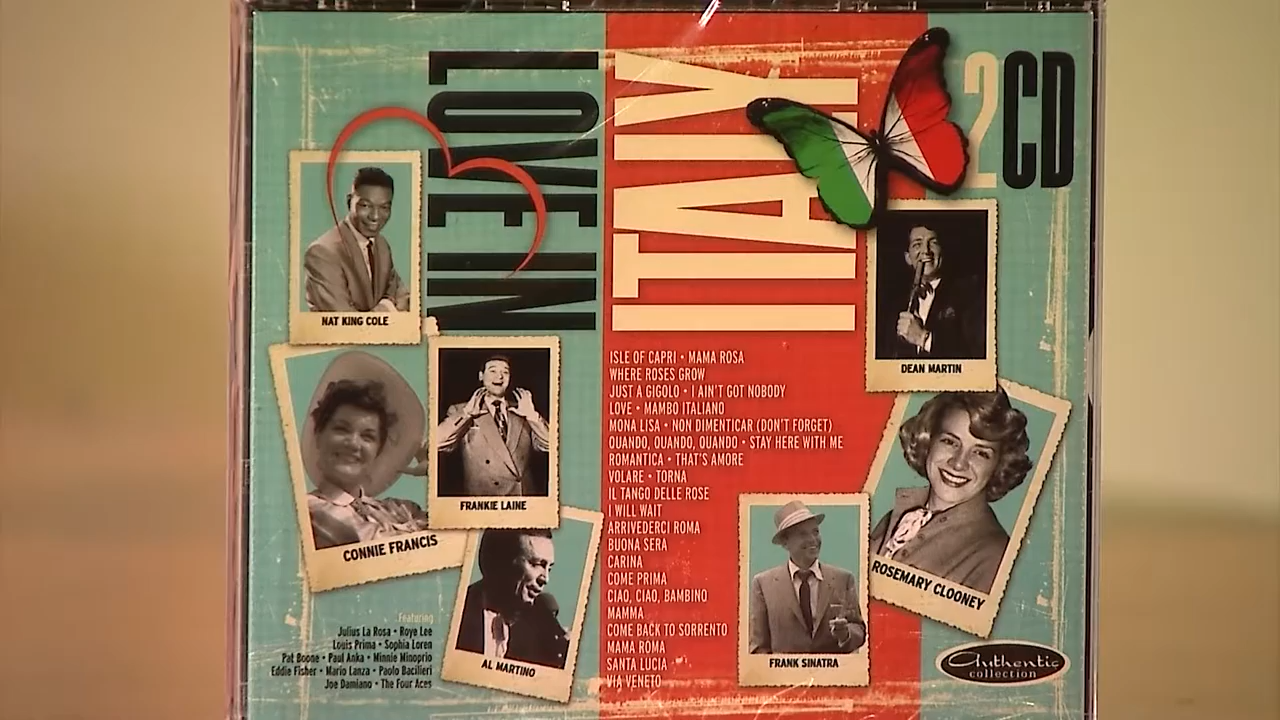 LOVE IN
ITALY
2CD
NAT KING COLE
DEAN MARTIN
CONNIE FRANCIS
FRANKIE LAINE
AL MARTINO
FRANK SINATRA
ROSEMARY CLOONEY
ISLE OF CAPRI • MAMA ROSA
WHERE ROSES GROW
JUST A GIGOLO • I AIN'T GOT NOBODY
LOVE • MAMBO ITALIANO
MONA LISA • NON DIMENTICAR (DON'T FORGET)
QUANDO, QUANDO, QUANDO • STAY HERE WITH ME
ROMANTICA • THAT'S AMORE
VOLARE • TORNA
IL TANGO DELLE ROSE
I WILL WAIT
ARRIVEDERCI ROMA
BUONA SERA
CARINA
COME PRIMA
CIAO, CIAO, BAMBINO
MAMMA
COME BACK TO SORRENTO
MAMA ROMA
SANTA LUCIA
VIA VENETO
Featuring
Julius La Rosa • Roye Lee
Louis Prima • Sophia Loren
Pat Boone • Paul Anka • Minnie Minoprio
Eddie Fisher • Mario Lanza • Paolo Bacilieri
Joe Damiano • The Four Aces
Authentic
collection